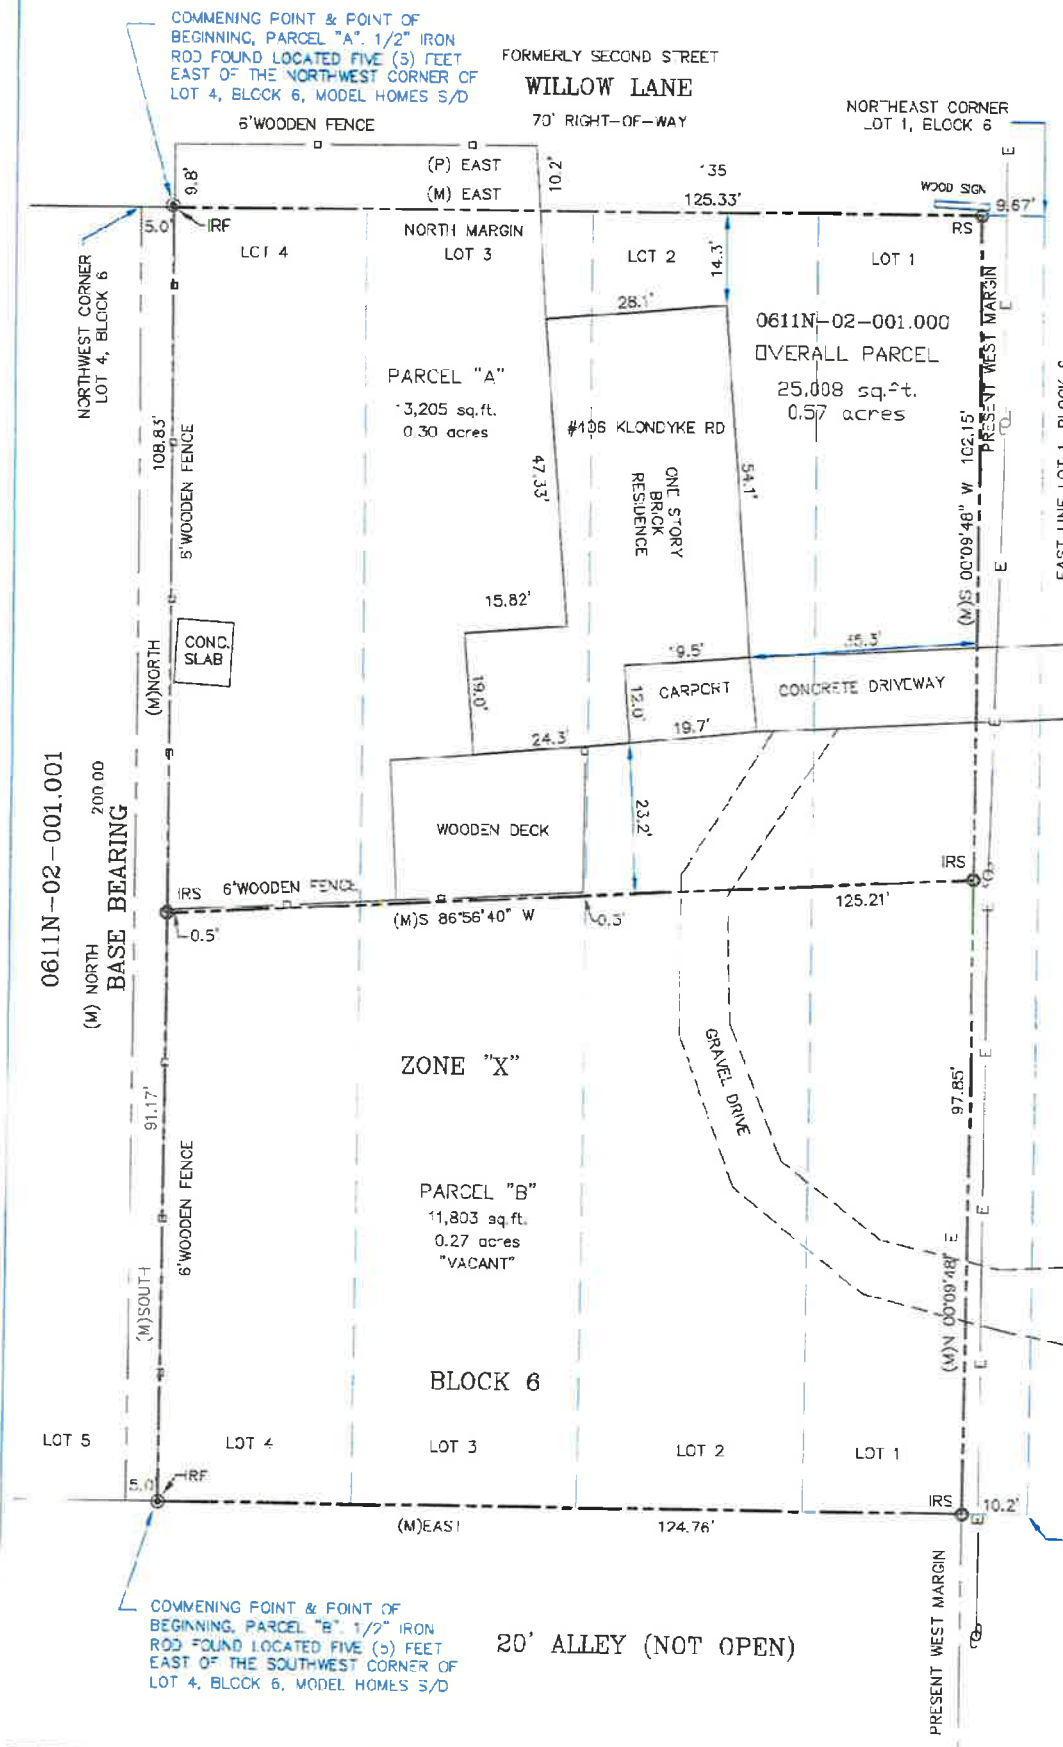 COMMENING POINT & POINT OF
BEGINNING, PARCEL "A". 1/2" IRON
ROD FOUND LOCATED FIVE (5) FEET
EAST OF THE NORTHWEST CORNER OF
LOT 4, BLOCK 6, MODEL HOMES S/D
FORMERLY SECOND STREET
WILLOW LANE
70' RIGHT-OF-WAY
NORTHEAST CORNER
LOT 1, BLOCK 6
6'WOODEN FENCE
(P) EAST
135
(M) EAST
125.33'
9.8'
10.2'
WOOD SIGN
9.67'
5.0'
IRF
RS
NORTH MARGIN
LOT 4
LOT 3
LOT 2
LOT 1
14.3'
NORTHWEST CORNER
LOT 4, BLOCK 6
28.1'
0611N-02-001.000
OVERALL PARCEL
25,008 sq.ft.
0.57 acres
PRESENT WEST MARGIN
PARCEL "A"
13,205 sq.ft.
0.30 acres
#106 KLONDYKE RD
ONE STORY
BRICK
RESIDENCE
47.33'
54.1'
108.83'
6'WOODEN FENCE
(M)S 00°09'48" W 102.15'
EAST LINE LOT 1, BLOCK
15.82'
CONC.
SLAB
(M)NORTH
19.0'
19.5'
CARPORT
12.0'
CONCRETE DRIVEWAY
19.7'
24.3'
WOODEN DECK
23.2'
0611N-02-001.001
(M) NORTH 200.00
BASE BEARING
IRS
6'WOODEN FENCE
IRS
0.5'
(M)S 86°56'40" W
0.5'
125.21'
ZONE "X"
GRAVEL DRIVE
91.17'
97.85'
6'WOODEN FENCE
PARCEL "B"
11,803 sq.ft.
0.27 acres
"VACANT"
(M)SOUTH
(M)N 00°09'48" E
BLOCK 6
LOT 5
LOT 4
LOT 3
LOT 2
LOT 1
5.0
IRF
IRS
10.2'
(M)EAST
124.76'
PRESENT WEST MARGIN
COMMENING POINT & POINT OF
BEGINNING, PARCEL "B". 1/2" IRON
ROD FOUND LOCATED FIVE (5) FEET
EAST OF THE SOUTHWEST CORNER OF
LOT 4, BLOCK 6, MODEL HOMES S/D
20' ALLEY (NOT OPEN)